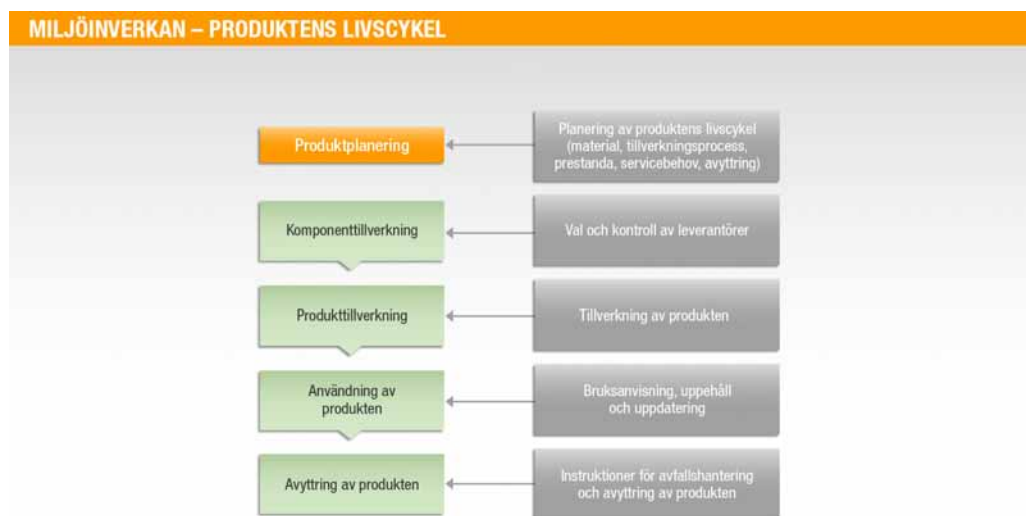 MILJÖINVERKAN – PRODUKTENS LIVSCYKEL
Produktplanering
Planering av produktens livscykel
(material, tillverkningsprocess,
prestanda, servicebehov, avyttring)
Komponenttillverkning
Val och kontroll av leverantörer
Produkttillverkning
Tillverkning av produkten
Användning av
produkten
Bruksanvisning, uppehåll
och uppdatering
Avyttring av produkten
Instruktioner för avfallshantering
och avyttring av produkten